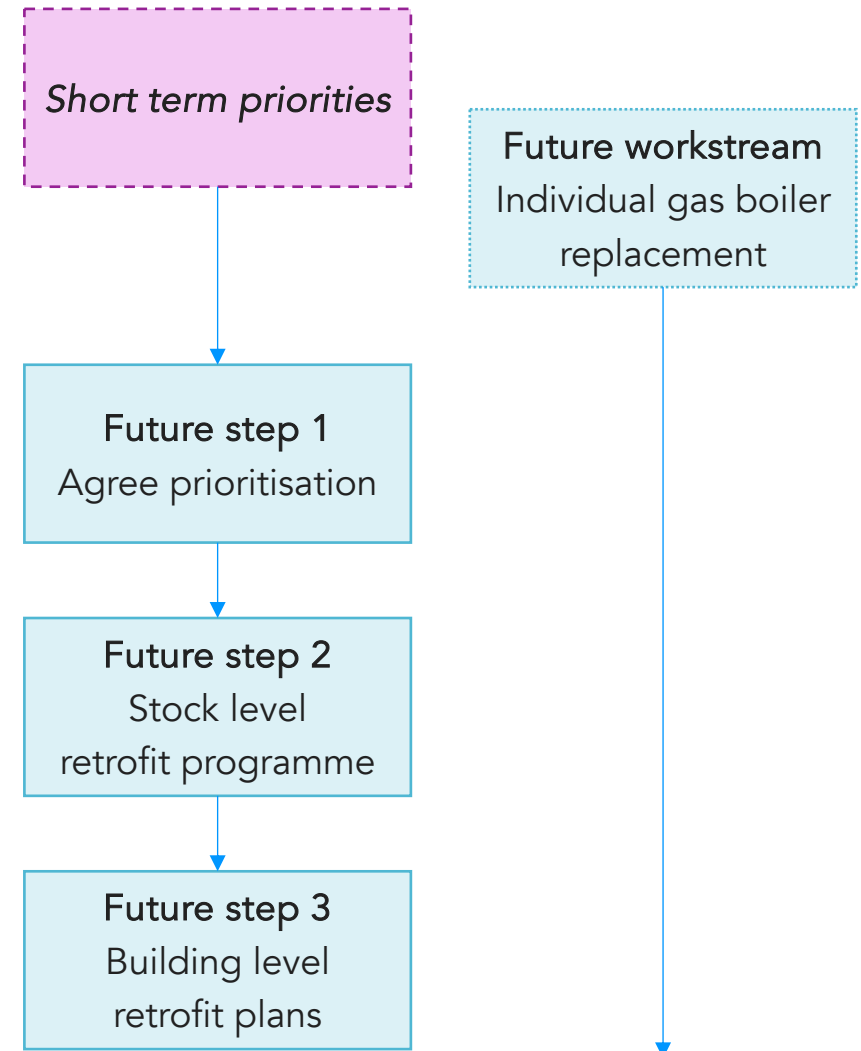 Short term priorities
Future workstream
Individual gas boiler
replacement
Future step 1
Agree prioritisation
Future step 2
Stock level
retrofit programme
Future step 3
Building level
retrofit plans